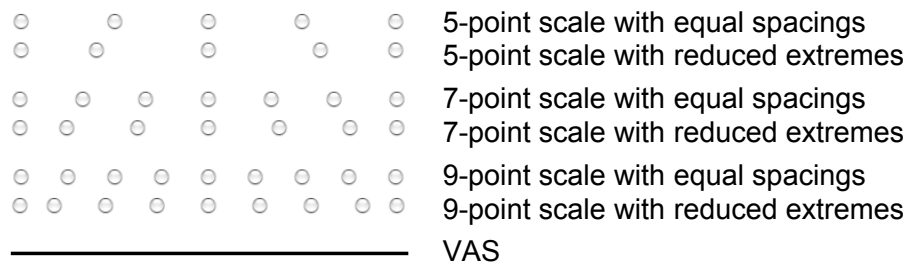 5-point scale with equal spacings
5-point scale with reduced extremes
7-point scale with equal spacings
7-point scale with reduced extremes
9-point scale with equal spacings
9-point scale with reduced extremes
VAS